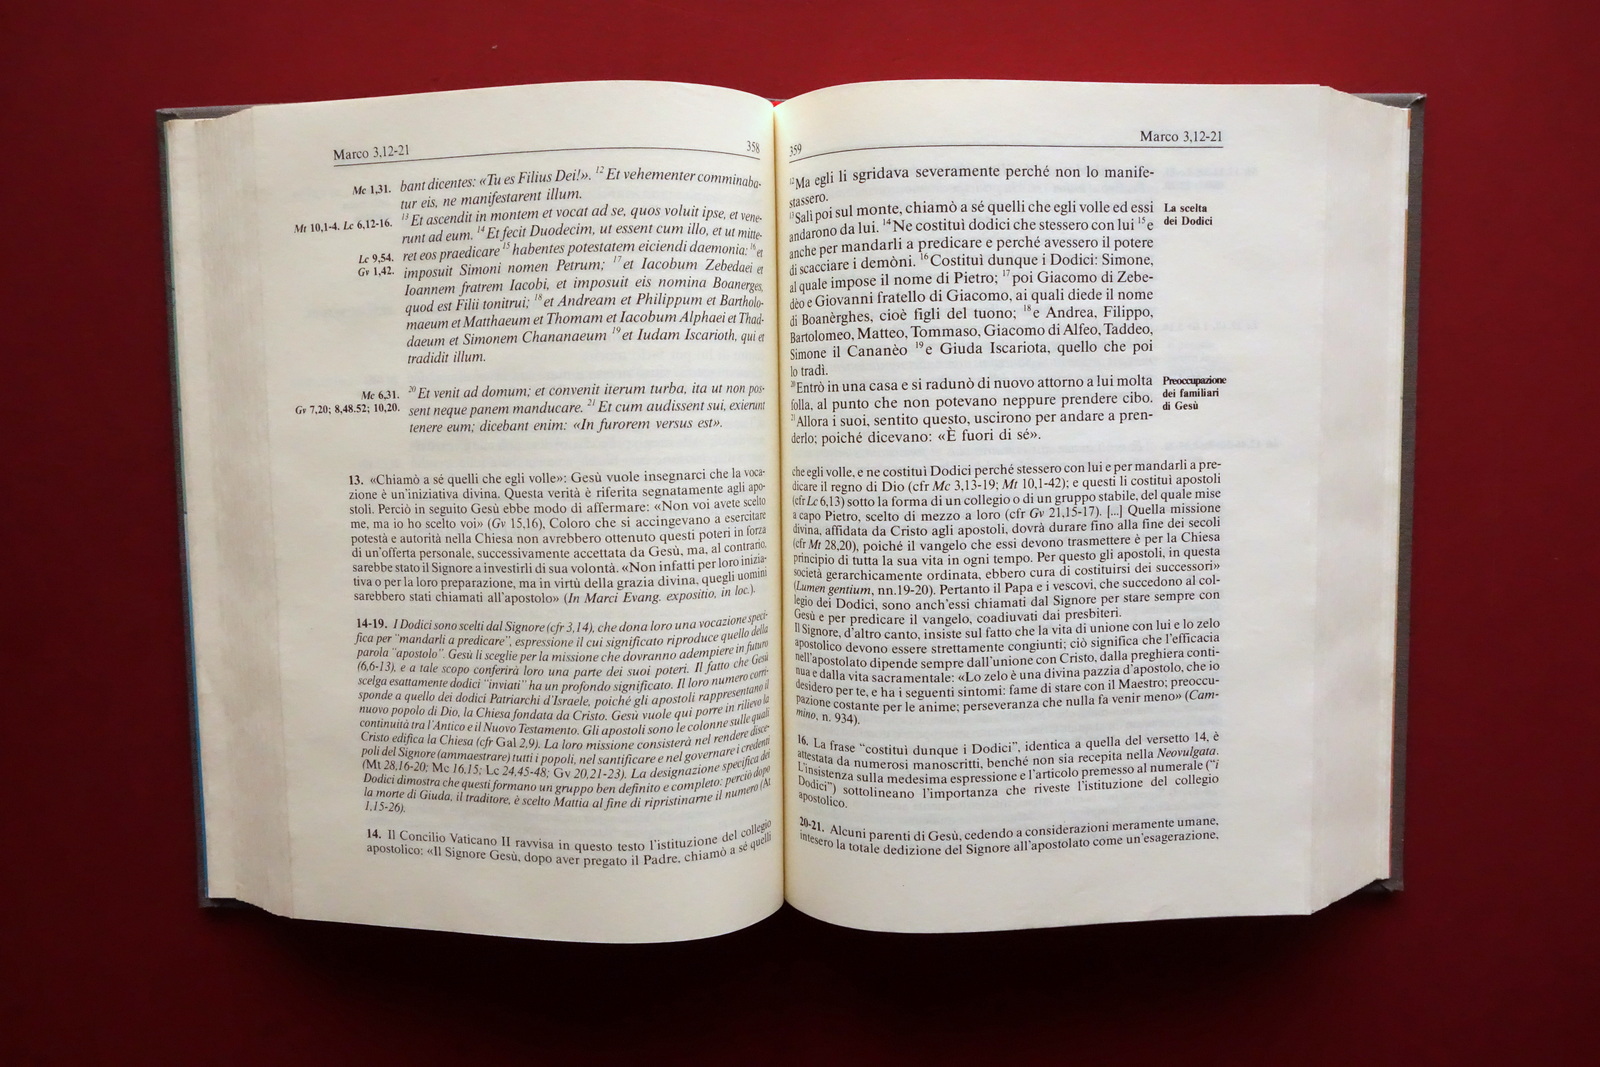 Marco 3,12-21
358
Mc 1,31.
bant dicentes: «Tu es Filius Dei!». 12 Et vehementer comminaba-
tur eis, ne manifestarent illum.
Mt 10,1-4. Lc 6,12-16.
13 Et ascendit in montem et vocat ad se, quos voluit ipse, et vene-
runt ad eum. 14 Et fecit Duodecim, ut essent cum illo, et ut mitte-
Lc 9,54.
ret eos praedicare 15 habentes potestatem eiciendi daemonia: 16 et
Gv 1,42.
imposuit Simoni nomen Petrum; 17 et Iacobum Zebedaei et
Ioannem fratrem Iacobi, et imposuit eis nomina Boanerges,
quod est Filii tonitrui; 18 et Andream et Philippum et Bartholo-
maeum et Matthaeum et Thomam et Iacobum Alphaei et Thad-
daeum et Simonem Chananaeum 19 et Iudam Iscarioth, qui et
tradidit illum.
Mc 6,31.
20 Et venit ad domum; et convenit iterum turba, ita ut non pos-
Gv 7,20; 8,48.52; 10,20.
sent neque panem manducare. 21 Et cum audissent sui, exierunt
tenere eum; dicebant enim: «In furorem versus est».
13. «Chiamò a sé quelli che egli volle»: Gesù vuole insegnarci che la voca-
zione è un'iniziativa divina. Questa verità è riferita segnatamente agli apo-
stoli. Perciò in seguito Gesù ebbe modo di affermare: «Non voi avete scelto
me, ma io ho scelto voi» (Gv 15,16), Coloro che si accingevano a esercitare
potestà e autorità nella Chiesa non avrebbero ottenuto questi poteri in forza
di un'offerta personale, successivamente accettata da Gesù, ma, al contrario,
sarebbe stato il Signore a investirli di sua volontà. «Non infatti per loro inizia-
tiva o per la loro preparazione, ma in virtù della grazia divina, quegli uomini
sarebbero stati chiamati all'apostolo» (In Marci Evang. expositio, in loc.).
14-19. I Dodici sono scelti dal Signore (cfr 3,14), che dona loro una vocazione speci-
fica per "mandarli a predicare", espressione il cui significato riproduce quello della
parola "apostolo". Gesù li sceglie per la missione che dovranno adempiere in futuro
(6,6-13), e a tale scopo conferirà loro una parte dei suoi poteri. Il fatto che Gesù
scelga esattamente dodici "inviati" ha un profondo significato. Il loro numero corri-
sponde a quello dei dodici Patriarchi d'Israele, poiché gli apostoli rappresentano il
nuovo popolo di Dio, la Chiesa fondata da Cristo. Gesù vuole qui porre in rilievo la
continuità tra l'Antico e il Nuovo Testamento. Gli apostoli sono le colonne sulle quali
Cristo edifica la Chiesa (cfr Gal 2,9). La loro missione consisterà nel rendere disce-
poli del Signore (ammaestrare) tutti i popoli, nel santificare e nel governare i credenti
(Mt 28,16-20; Mc 16,15; Lc 24,45-48; Gv 20,21-23). La designazione specifica dei
Dodici dimostra che questi formano un gruppo ben definito e completo: perciò dopo
la morte di Giuda, il traditore, è scelto Mattia al fine di ripristinarne il numero (At
1,15-26).
14. Il Concilio Vaticano II ravvisa in questo testo l'istituzione del collegio
apostolico: «Il Signore Gesù, dopo aver pregato il Padre, chiamò a sé quelli
359
Marco 3,12-21
12 Ma egli li sgridava severamente perché non lo manife-
stassero.
13 Salì poi sul monte, chiamò a sé quelli che egli volle ed essi
La scelta
andarono da lui. 14 Ne costituì dodici che stessero con lui 15 e
dei Dodici
anche per mandarli a predicare e perché avessero il potere
di scacciare i demòni. 16 Costituì dunque i Dodici: Simone,
al quale impose il nome di Pietro; 17 poi Giacomo di Zebe-
dèo e Giovanni fratello di Giacomo, ai quali diede il nome
di Boanèrghes, cioè figli del tuono; 18 e Andrea, Filippo,
Bartolomeo, Matteo, Tommaso, Giacomo di Alfeo, Taddeo,
Simone il Cananèo 19 e Giuda Iscariota, quello che poi
lo tradì.
20 Entrò in una casa e si radunò di nuovo attorno a lui molta
Preoccupazione
folla, al punto che non potevano neppure prendere cibo.
dei familiari
21 Allora i suoi, sentito questo, uscirono per andare a pren-
di Gesù
derlo; poiché dicevano: «È fuori di sé».
che egli volle, e ne costituì Dodici perché stessero con lui e per mandarli a pre-
dicare il regno di Dio (cfr Mc 3,13-19; Mt 10,1-42); e questi li costituì apostoli
(cfr Lc 6,13) sotto la forma di un collegio o di un gruppo stabile, del quale mise
a capo Pietro, scelto di mezzo a loro (cfr Gv 21,15-17). [...] Quella missione
divina, affidata da Cristo agli apostoli, dovrà durare fino alla fine dei secoli
(cfr Mt 28,20), poiché il vangelo che essi devono trasmettere è per la Chiesa
principio di tutta la sua vita in ogni tempo. Per questo gli apostoli, in questa
società gerarchicamente ordinata, ebbero cura di costituirsi dei successori»
(Lumen gentium, nn.19-20). Pertanto il Papa e i vescovi, che succedono al col-
legio dei Dodici, sono anch'essi chiamati dal Signore per stare sempre con
Gesù e per predicare il vangelo, coadiuvati dai presbiteri.
Il Signore, d'altro canto, insiste sul fatto che la vita di unione con lui e lo zelo
apostolico devono essere strettamente congiunti; ciò significa che l'efficacia
nell'apostolato dipende sempre dall'unione con Cristo, dalla preghiera conti-
nua e dalla vita sacramentale: «Lo zelo è una divina pazzia d'apostolo, che io
desidero per te, e ha i seguenti sintomi: fame di stare con il Maestro; preoccu-
pazione costante per le anime; perseveranza che nulla fa venir meno» (Cam-
mino, n. 934).
16. La frase "costituì dunque i Dodici", identica a quella del versetto 14, è
attestata da numerosi manoscritti, benché non sia recepita nella Neovulgata.
L'insistenza sulla medesima espressione e l'articolo premesso al numerale ("i
Dodici") sottolineano l'importanza che riveste l'istituzione del collegio
apostolico.
20-21. Alcuni parenti di Gesù, cedendo a considerazioni meramente umane,
intesero la totale dedizione del Signore all'apostolato come un'esagerazione,